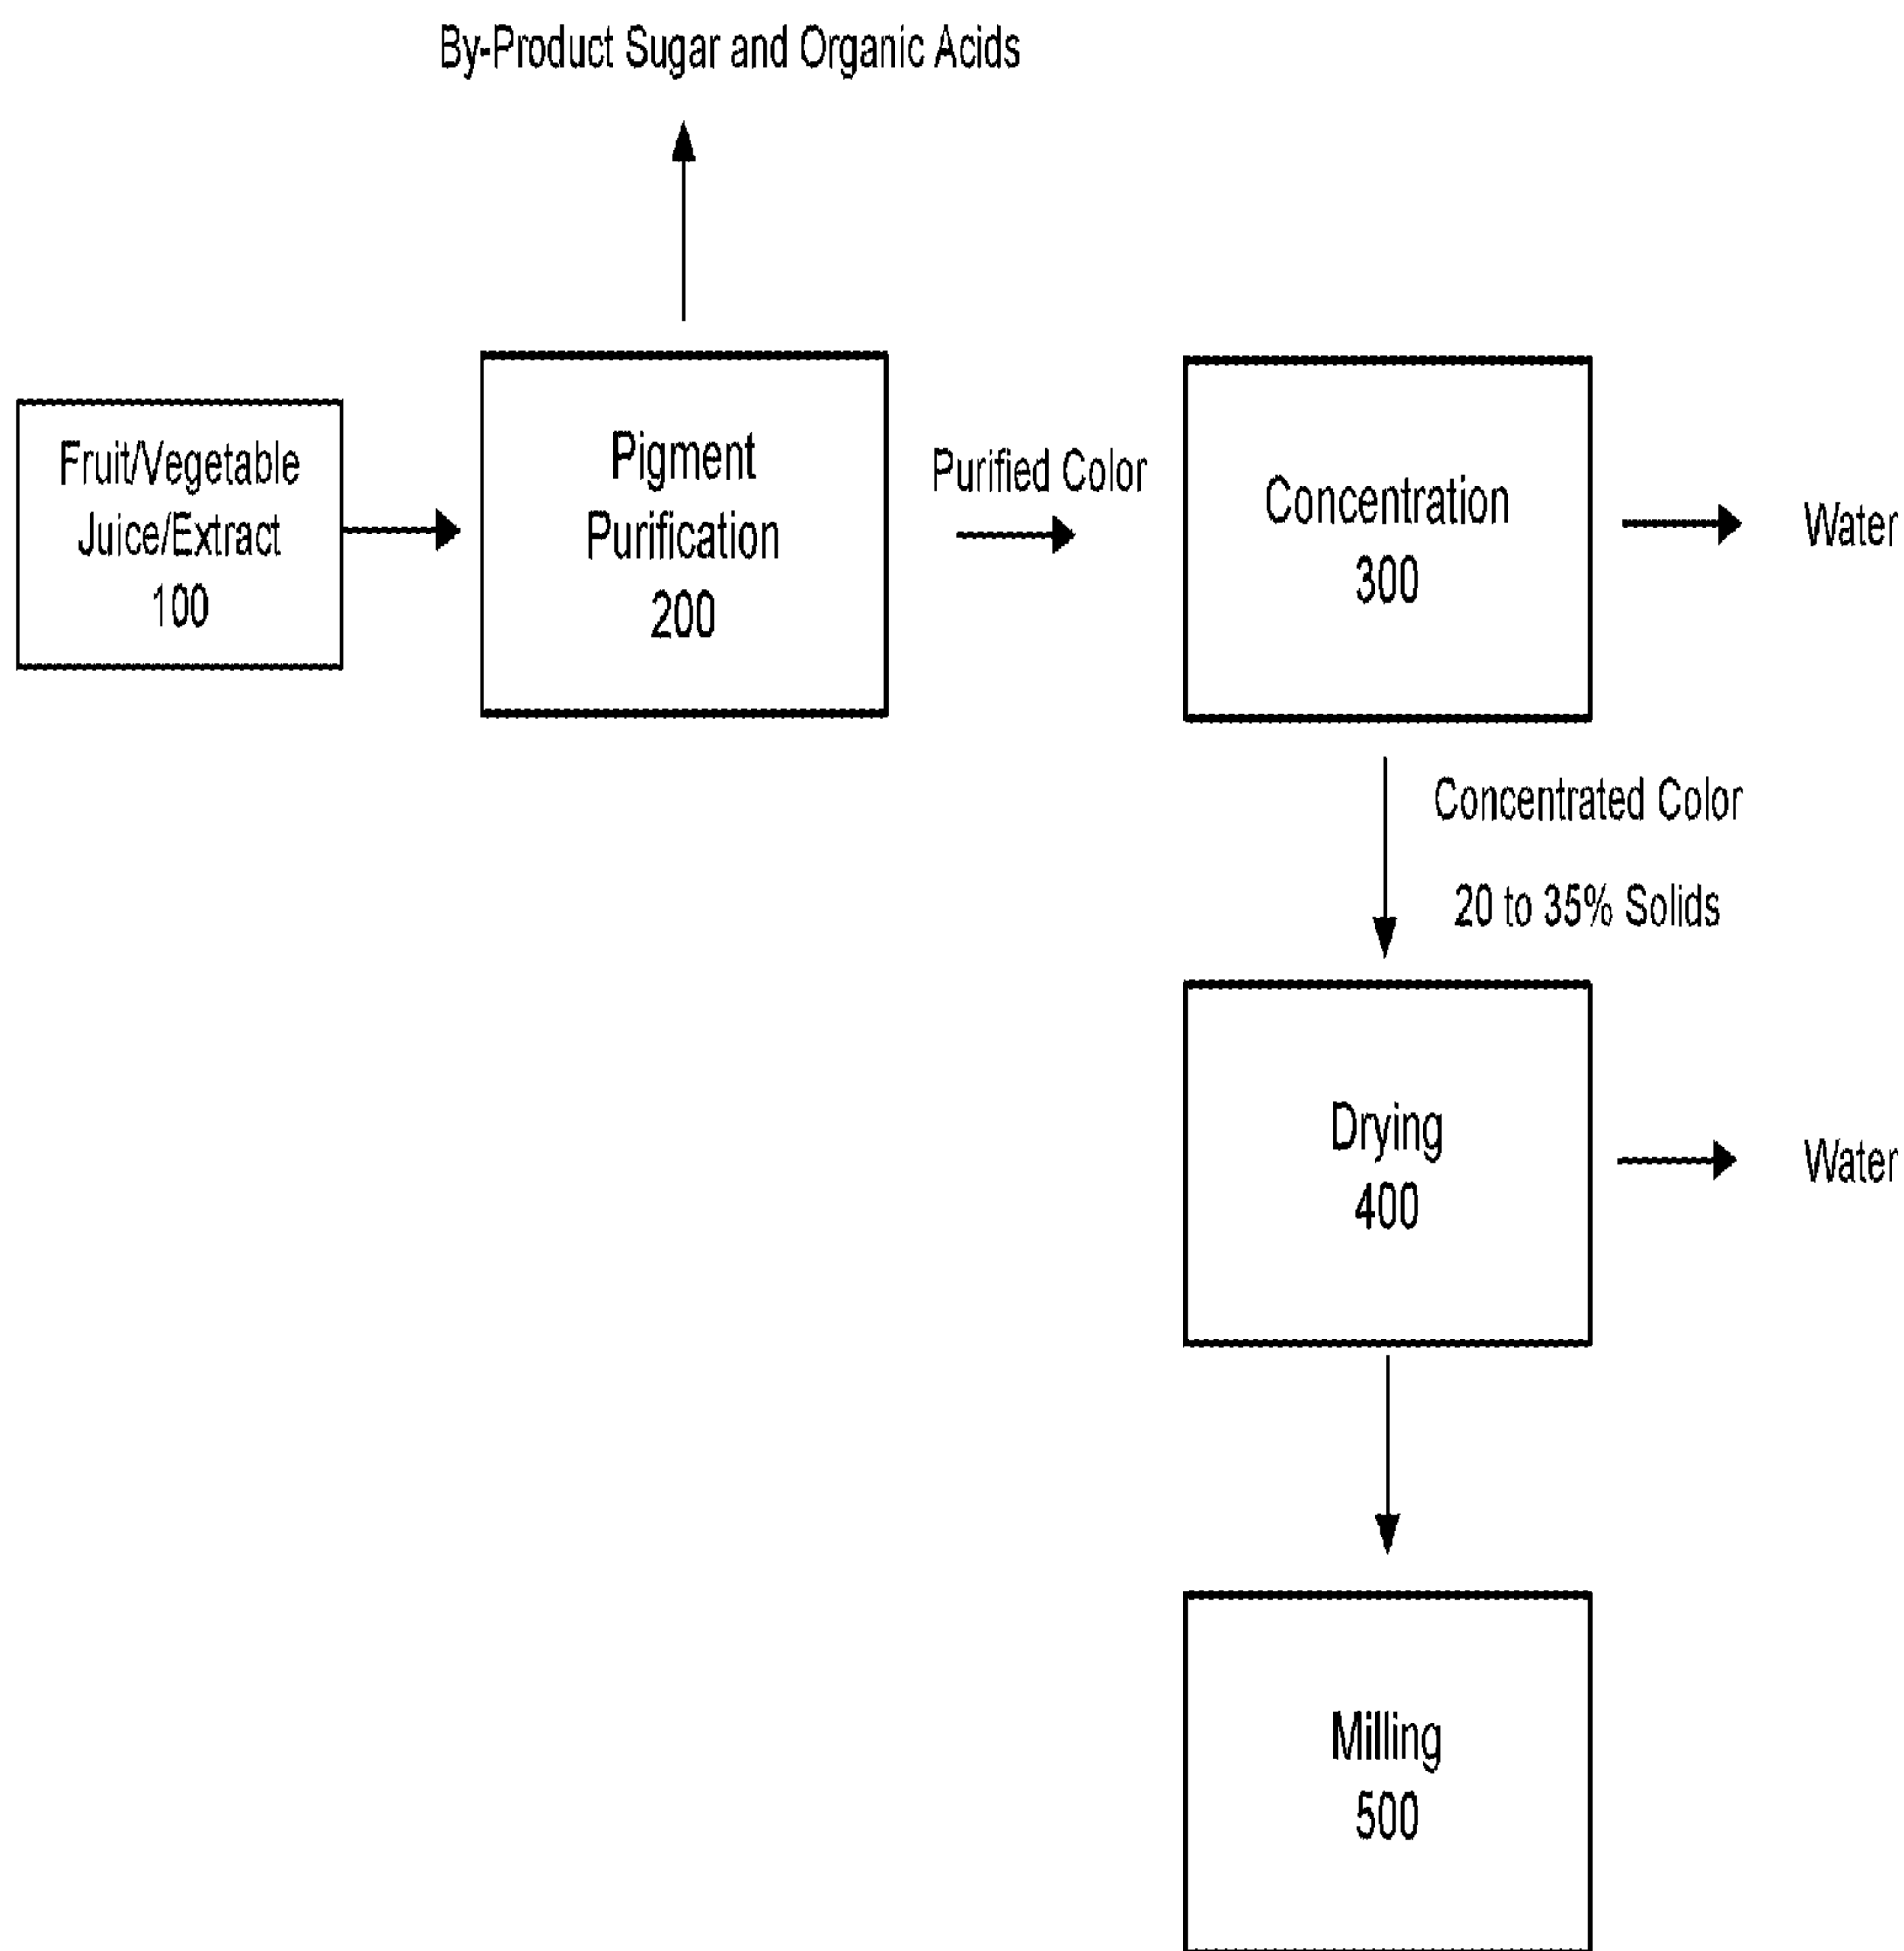 By-Product Sugar and Organic Acids
Fruit/Vegetable
Juice/Extract
100
Pigment
Purification
200
Purified Color
Concentration
300
Water
Concentrated Color
20 to 35% Solids
Drying
400
Water
Milling
500